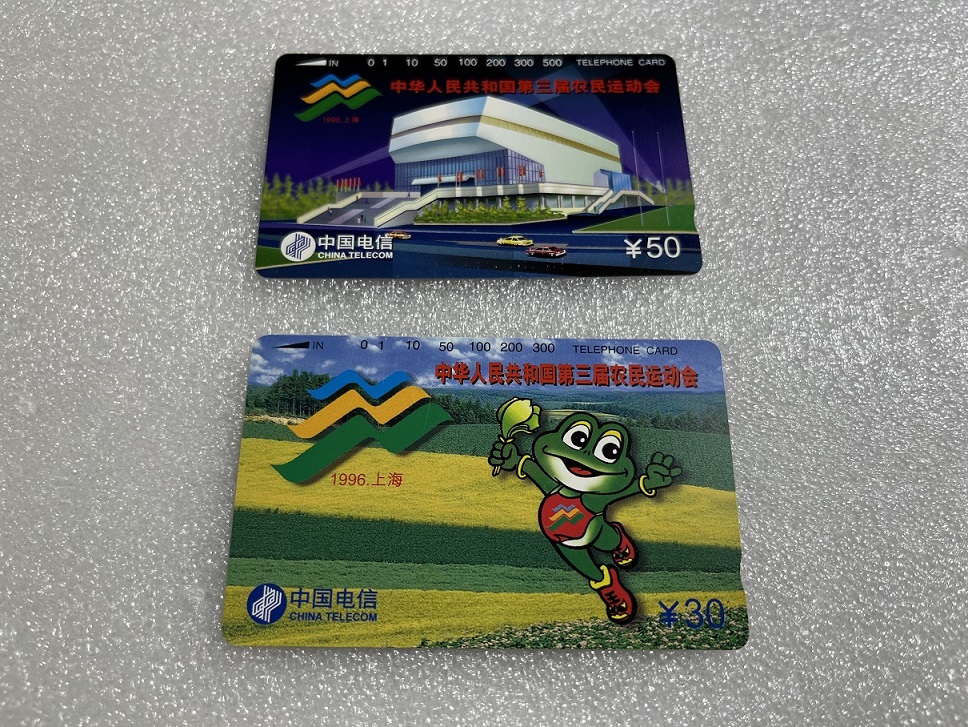 IN 0 1 10 50 100 200 300 500 TELEPHONE CARD
中华人民共和国第三届农民运动会
1996.上海
中国电信
CHINA TELECOM
¥50
IN 0 1 10 50 100 200 300 TELEPHONE CARD
中华人民共和国第三届农民运动会
1996.上海
中国电信
CHINA TELECOM
¥30